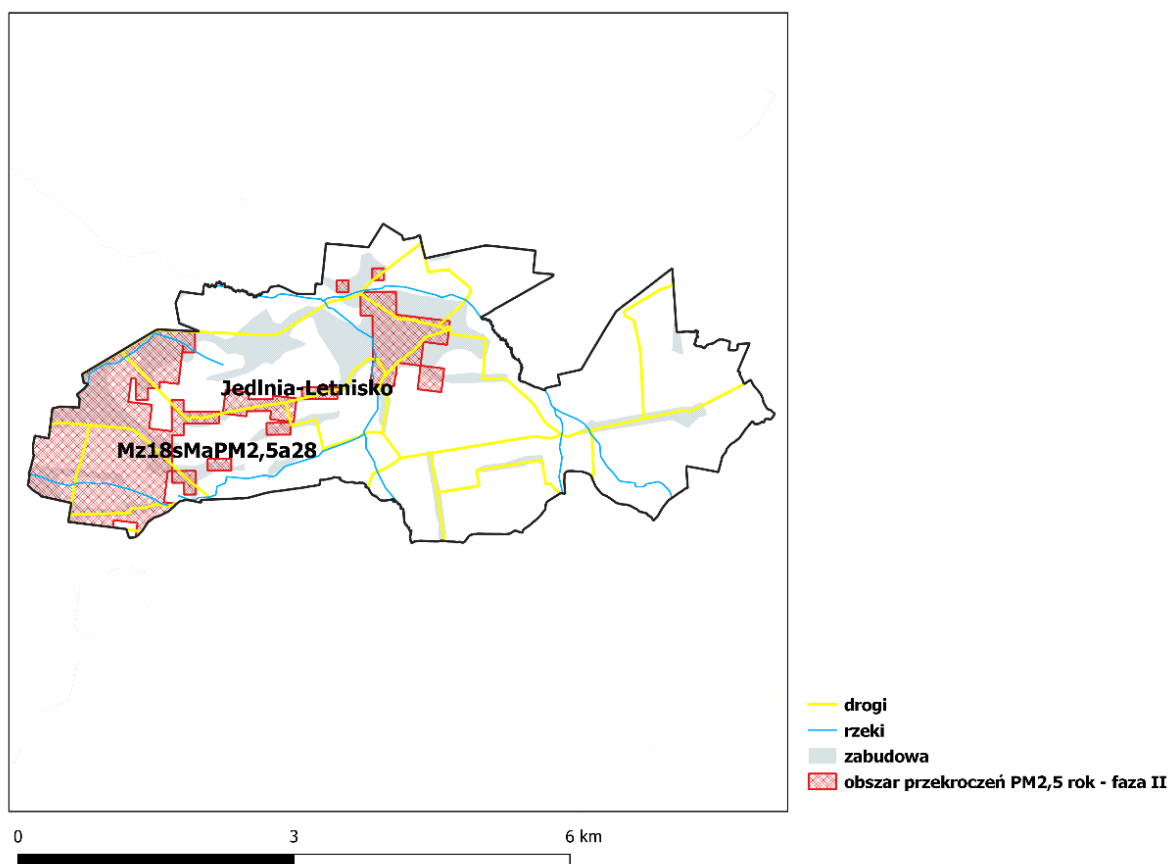 Jedlnia-Letnisko
Mz18sMaPM2,5a28
drogi
rzeki
zabudowa
obszar przekroczeń PM2,5 rok - faza II
0 3 6 km